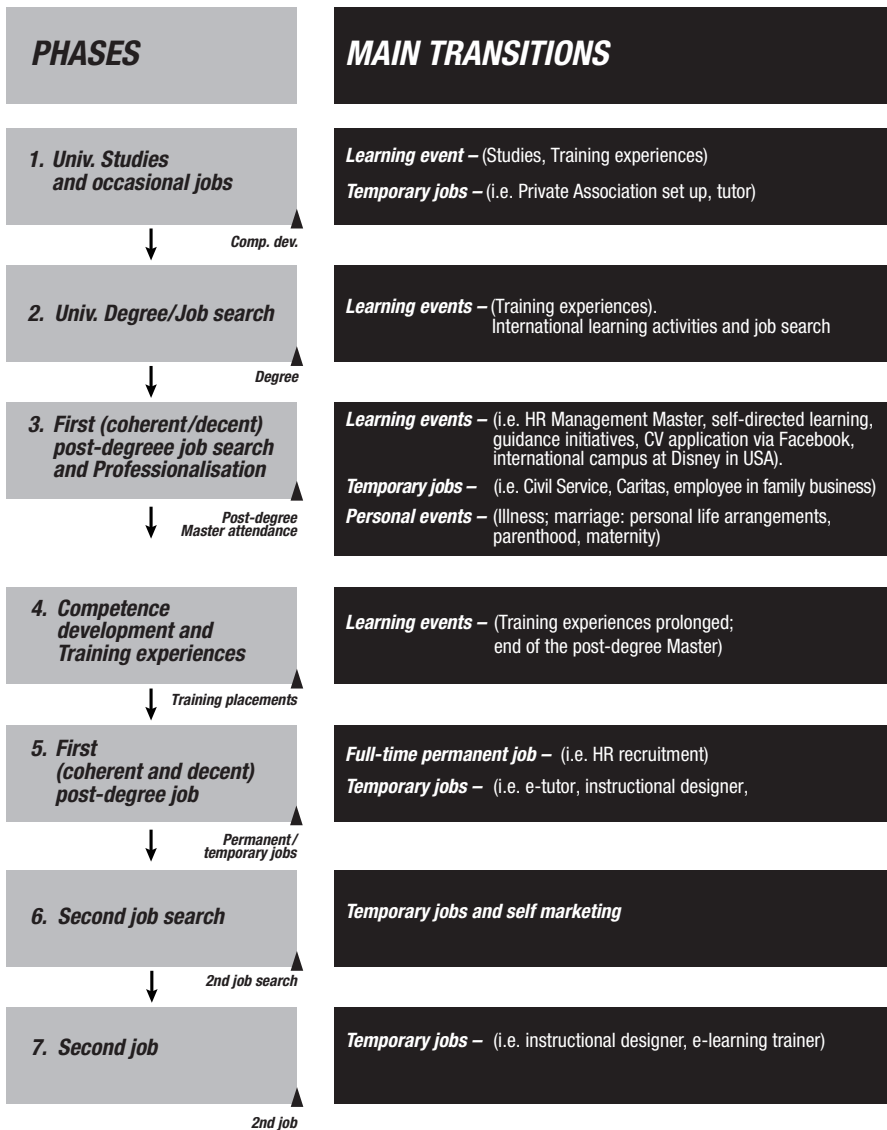 PHASES
MAIN TRANSITIONS
1. Univ. Studies
and occasional jobs
Learning event – (Studies, Training experiences)
Temporary jobs – (i.e. Private Association set up, tutor)
Comp. dev.
2. Univ. Degree/Job search
Learning events – (Training experiences).
International learning activities and job search
Degree
3. First (coherent/decent)
post-degreee job search
and Professionalisation
Learning events – (i.e. HR Management Master, self-directed learning,
guidance initiatives, CV application via Facebook,
international campus at Disney in USA).
Temporary jobs – (i.e. Civil Service, Caritas, employee in family business)
Personal events – (Illness; marriage: personal life arrangements,
parenthood, maternity)
Post-degree
Master attendance
4. Competence
development and
Training experiences
Learning events – (Training experiences prolonged;
end of the post-degree Master)
Training placements
5. First
(coherent and decent)
post-degree job
Full-time permanent job – (i.e. HR recruitment)
Temporary jobs – (i.e. e-tutor, instructional designer,
Permanent/
temporary jobs
6. Second job search
Temporary jobs and self marketing
2nd job search
7. Second job
Temporary jobs – (i.e. instructional designer, e-learning trainer)
2nd job